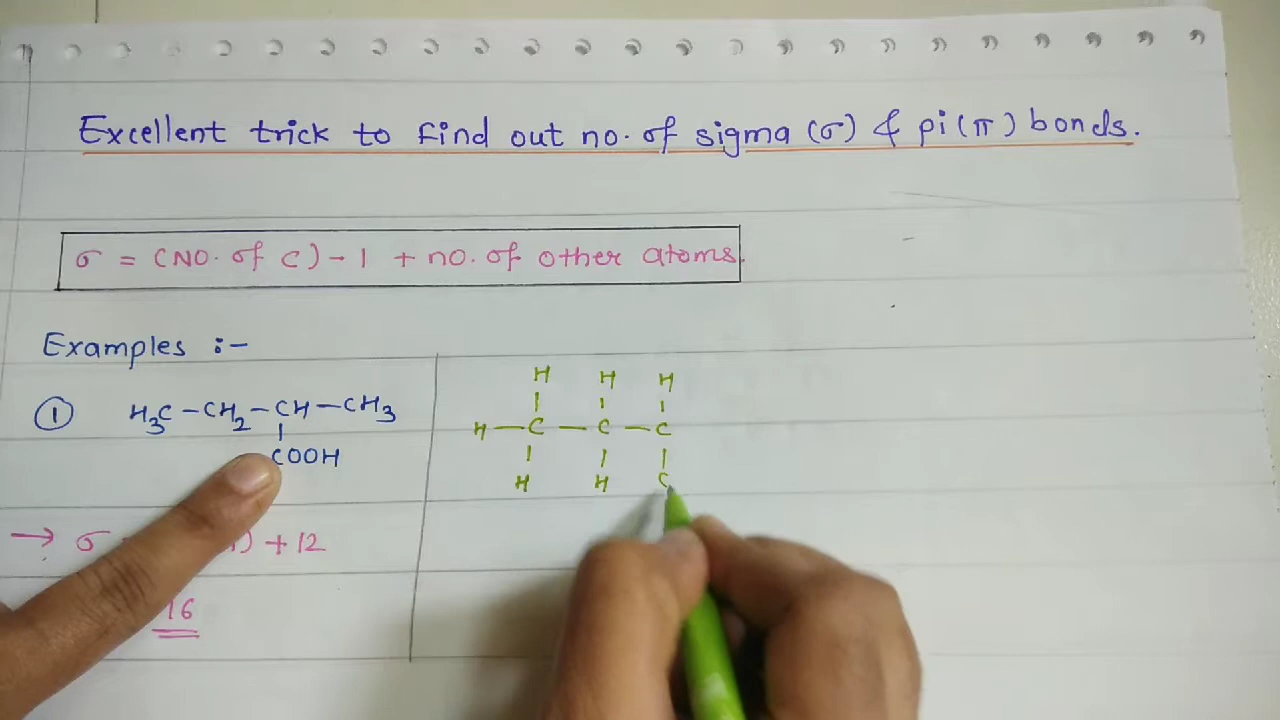 Excellent trick to find out no. of sigma (σ) & pi (π) bonds.
σ = (NO. of C) - 1 + no. of other atoms.
Examples :-
① H₃C - CH₂ - CH - CH₃
|
COOH
→ σ ) + 12
16
H H H
| | |
H - C - C - C
| | |
H H C